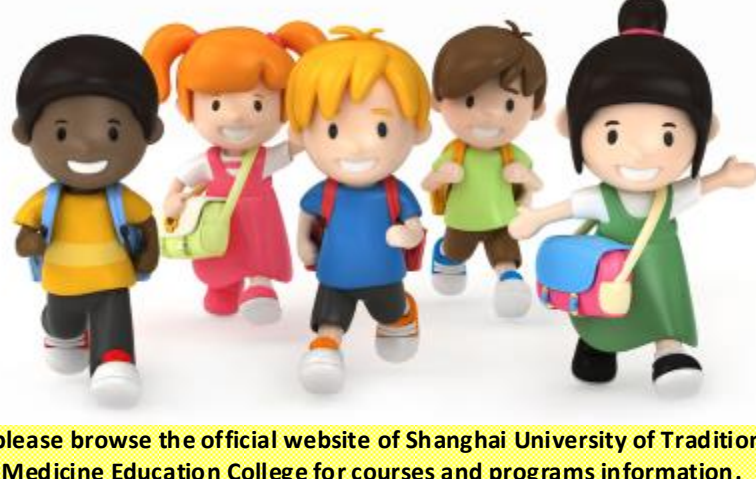 please browse the official website of Shanghai University of Tradition
Medicine Education College for courses and programs information.